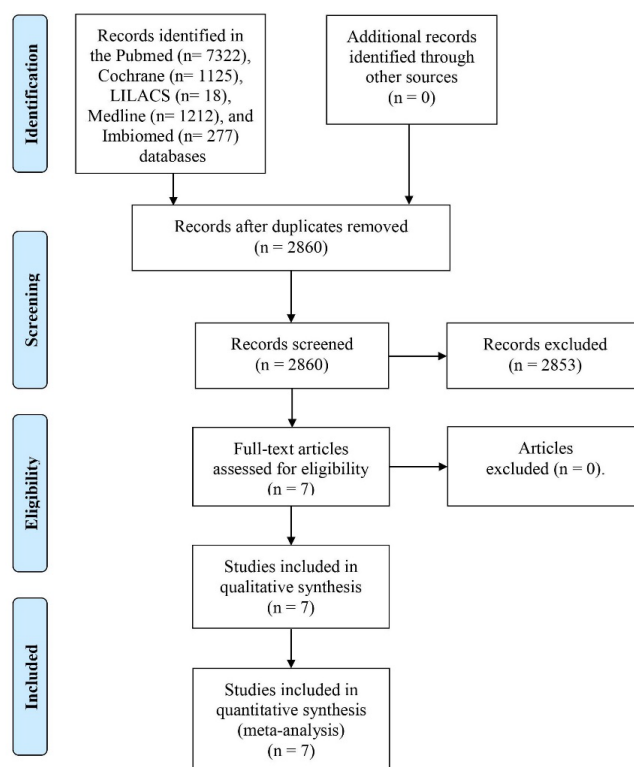 Identification
Records identified in
the Pubmed (n= 7322),
Cochrane (n= 1125),
LILACS (n= 18),
Medline (n= 1212), and
Imbiomed (n= 277)
databases
Additional records
identified through
other sources
(n = 0)
Records after duplicates removed
(n = 2860)
Screening
Records screened
(n = 2860)
Records excluded
(n = 2853)
Eligibility
Full-text articles
assessed for eligibility
(n = 7)
Articles
excluded (n = 0).
Studies included in
qualitative synthesis
(n = 7)
Included
Studies included in
quantitative synthesis
(meta-analysis)
(n = 7)